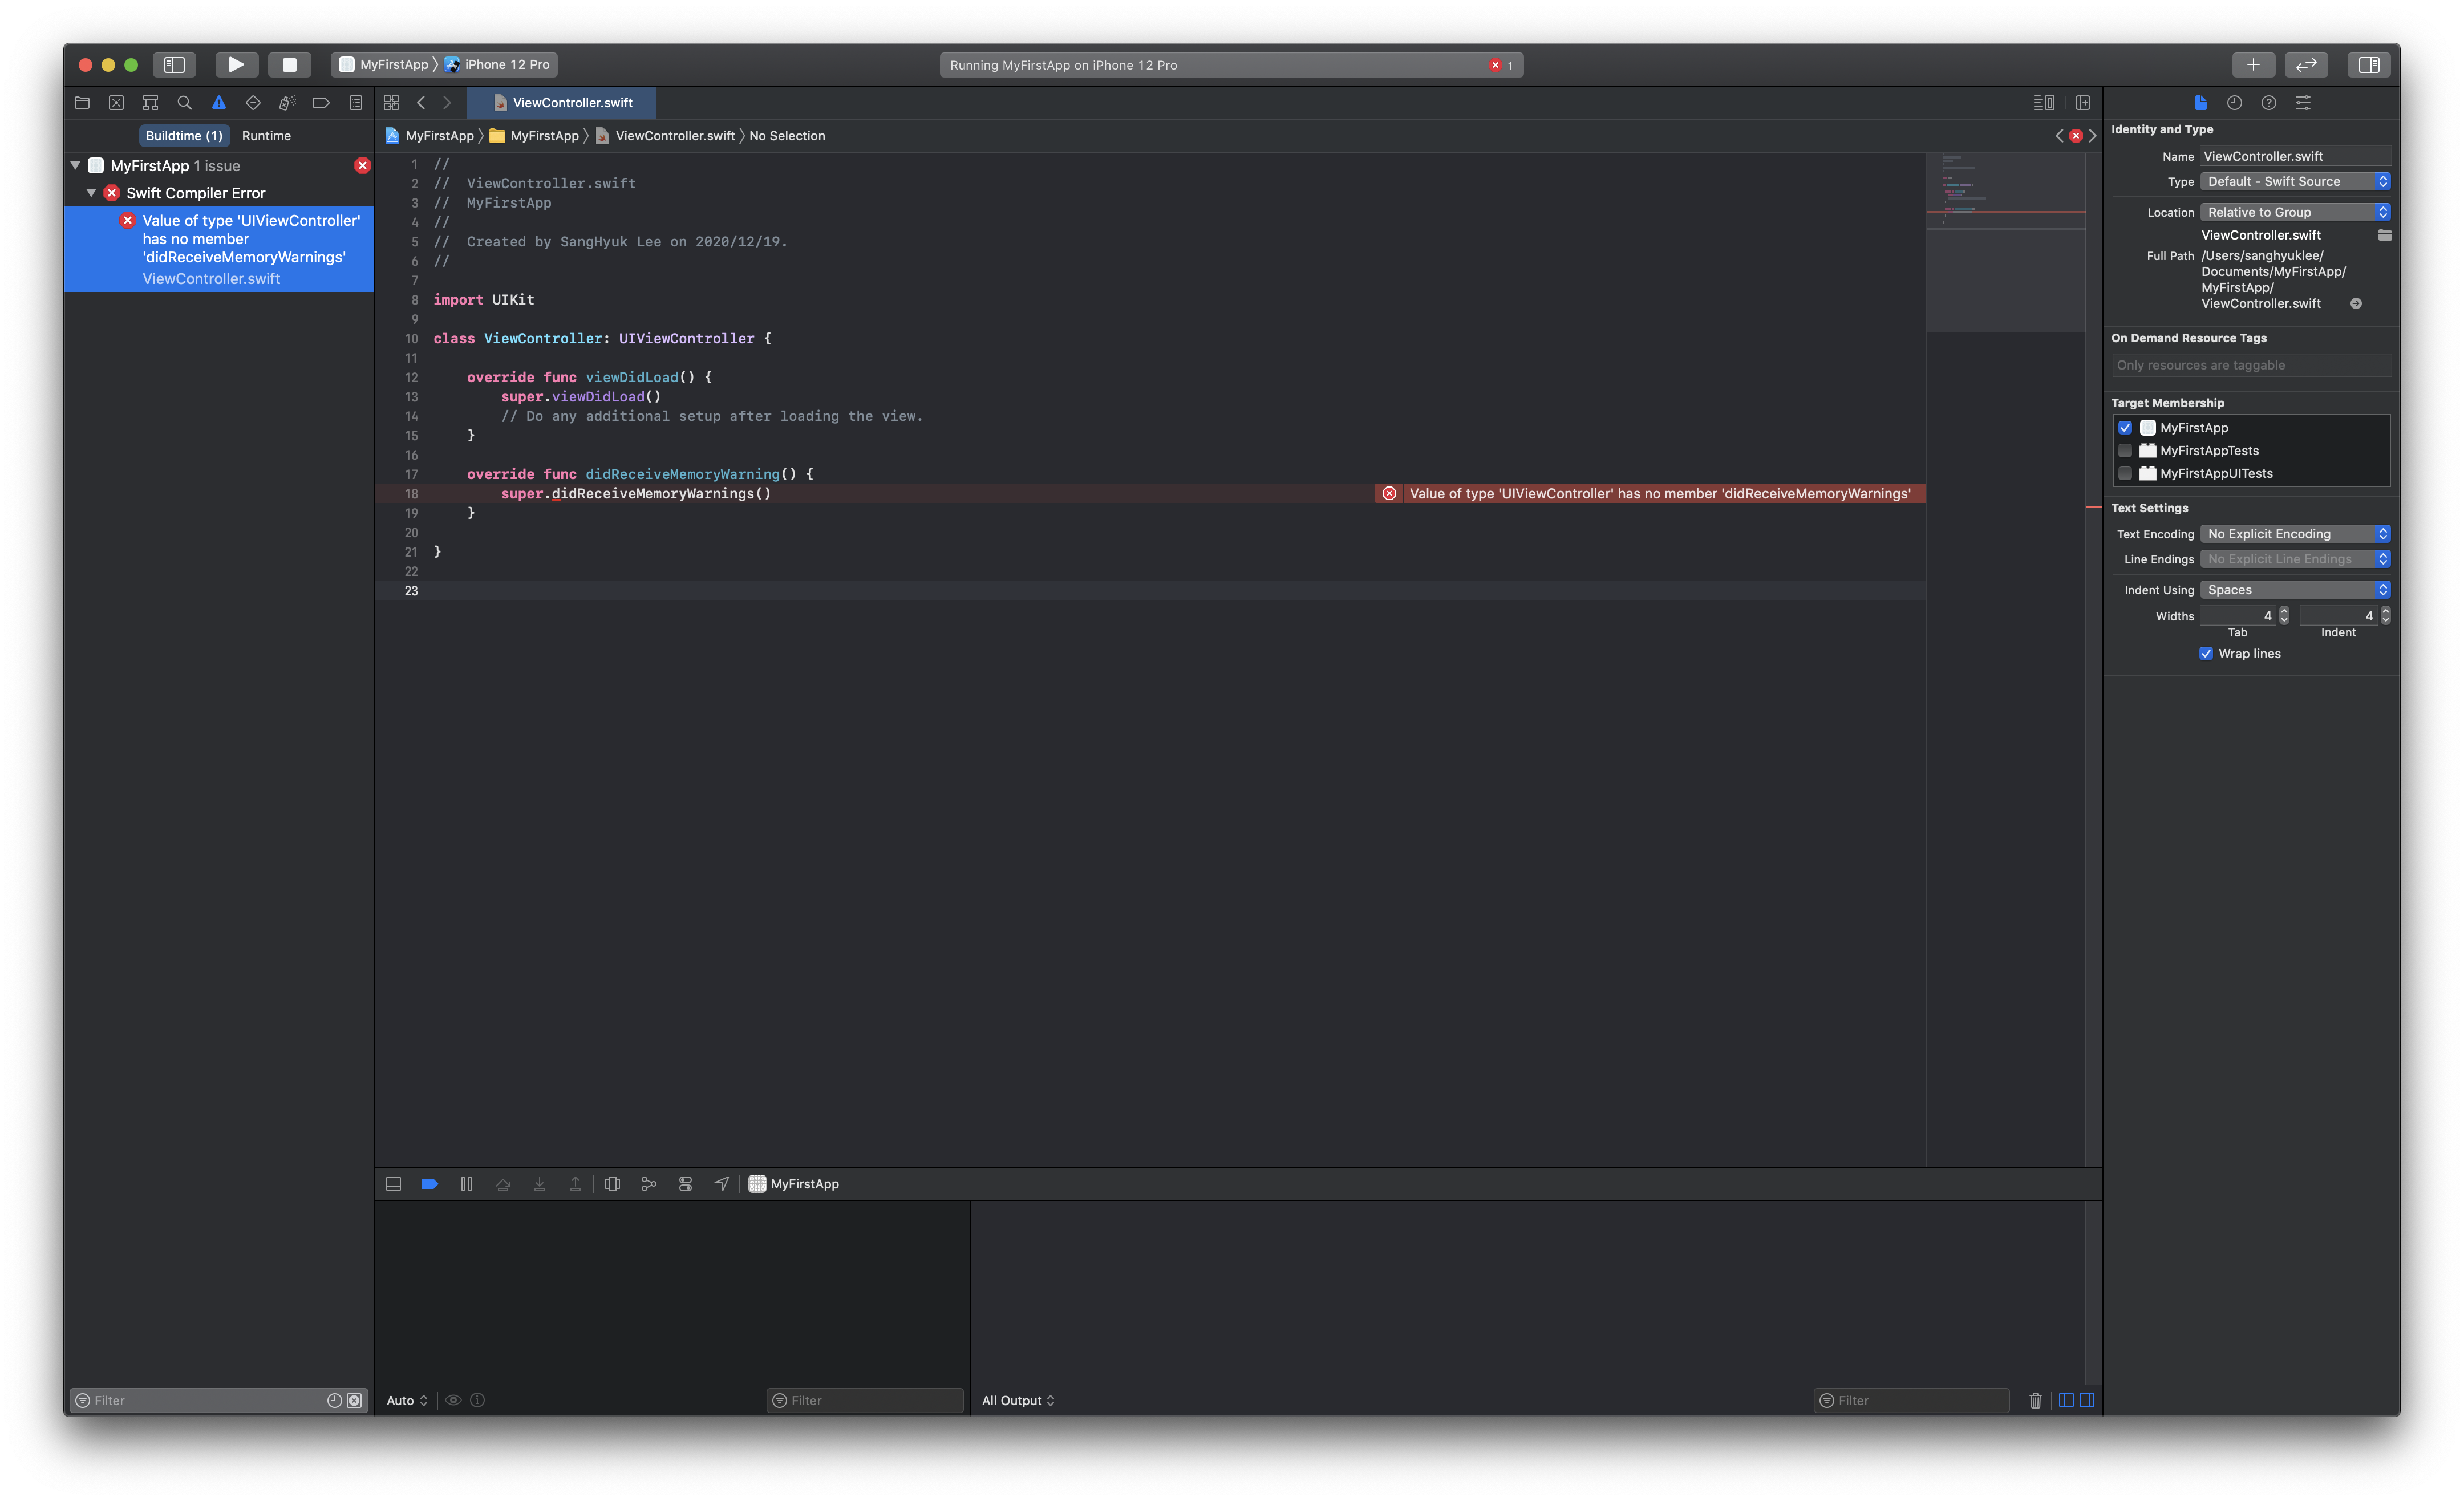 MyFirstApp 〉 iPhone 12 Pro
Running MyFirstApp on iPhone 12 Pro
1
ViewController.swift
Buildtime (1) Runtime
MyFirstApp 〉 MyFirstApp 〉 ViewController.swift 〉 No Selection
MyFirstApp 1 issue
Swift Compiler Error
Value of type 'UIViewController'
has no member
'didReceiveMemoryWarnings'
ViewController.swift
1 //
2 //  ViewController.swift
3 //  MyFirstApp
4 //
5 //  Created by SangHyuk Lee on 2020/12/19.
6 //
7
8 import UIKit
9
10 class ViewController: UIViewController {
11
12     override func viewDidLoad() {
13         super.viewDidLoad()
14         // Do any additional setup after loading the view.
15     }
16
17     override func didReceiveMemoryWarning() {
18         super.didReceiveMemoryWarnings()
Value of type 'UIViewController' has no member 'didReceiveMemoryWarnings'
19     }
20
21 }
22
23
MyFirstApp
Filter
Auto
Filter
All Output
Filter
Identity and Type
Name ViewController.swift
Type Default - Swift Source
Location Relative to Group
ViewController.swift
Full Path /Users/sanghyuklee/
Documents/MyFirstApp/
MyFirstApp/
ViewController.swift
On Demand Resource Tags
Only resources are taggable
Target Membership
MyFirstApp
MyFirstAppTests
MyFirstAppUITests
Text Settings
Text Encoding No Explicit Encoding
Line Endings No Explicit Line Endings
Indent Using Spaces
Widths 4 4
Tab Indent
Wrap lines